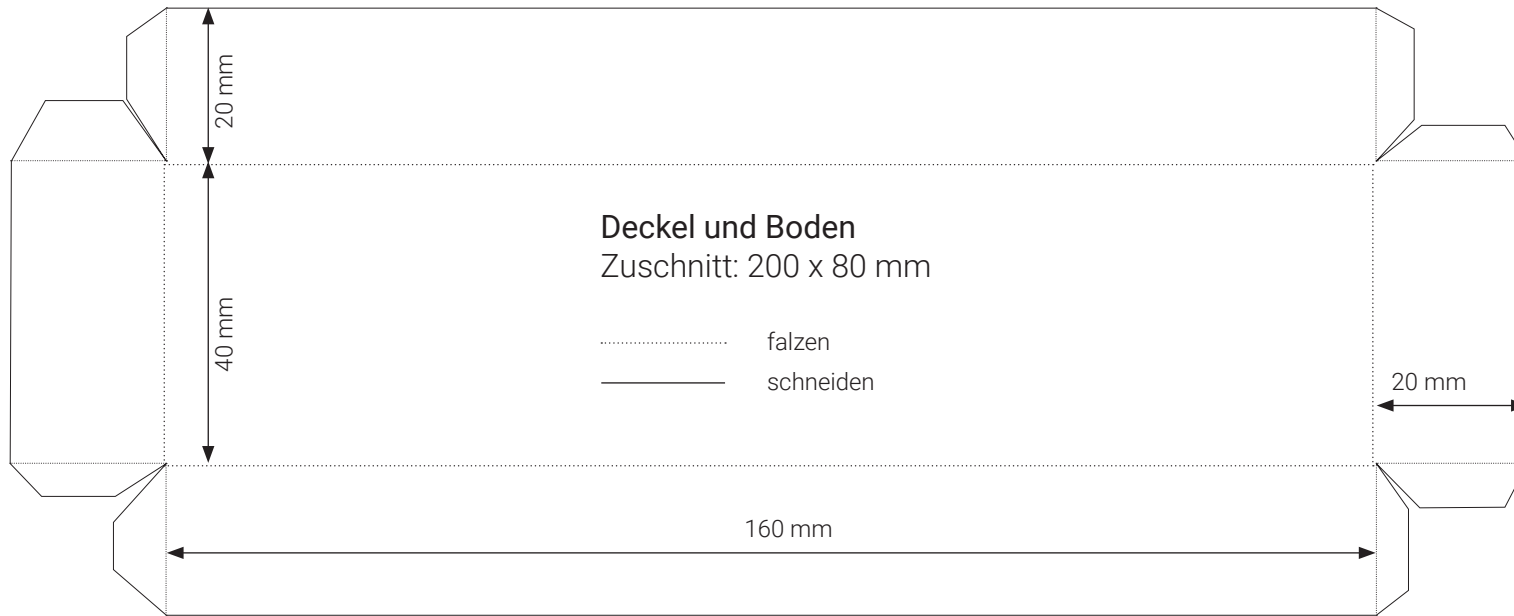 20 mm
40 mm
Deckel und Boden
Zuschnitt: 200 x 80 mm
falzen
schneiden
20 mm
160 mm